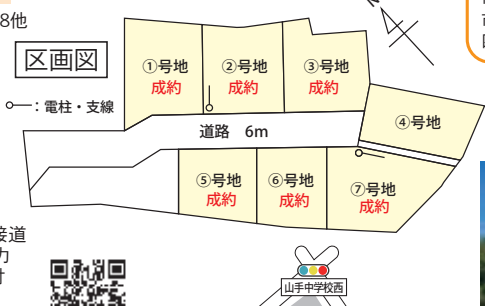 8他
区画図
：電柱・支線
N
①号地
成約
②号地
成約
③号地
成約
④号地
道路 6m
⑤号地
成約
⑥号地
成約
⑦号地
成約
接道
山手中学校西